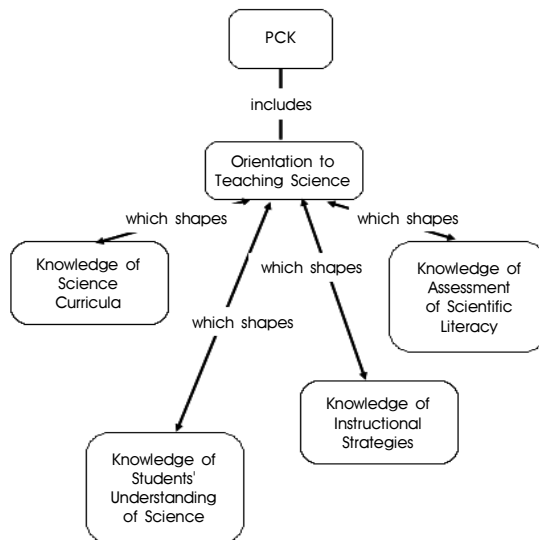 PCK
includes
Orientation to
Teaching Science
which shapes
which shapes
Knowledge of
Science
Curricula
which shapes
Knowledge of
Assessment
of Scientific
Literacy
which shapes
Knowledge of
Instructional
Strategies
Knowledge of
Students'
Understanding
of Science